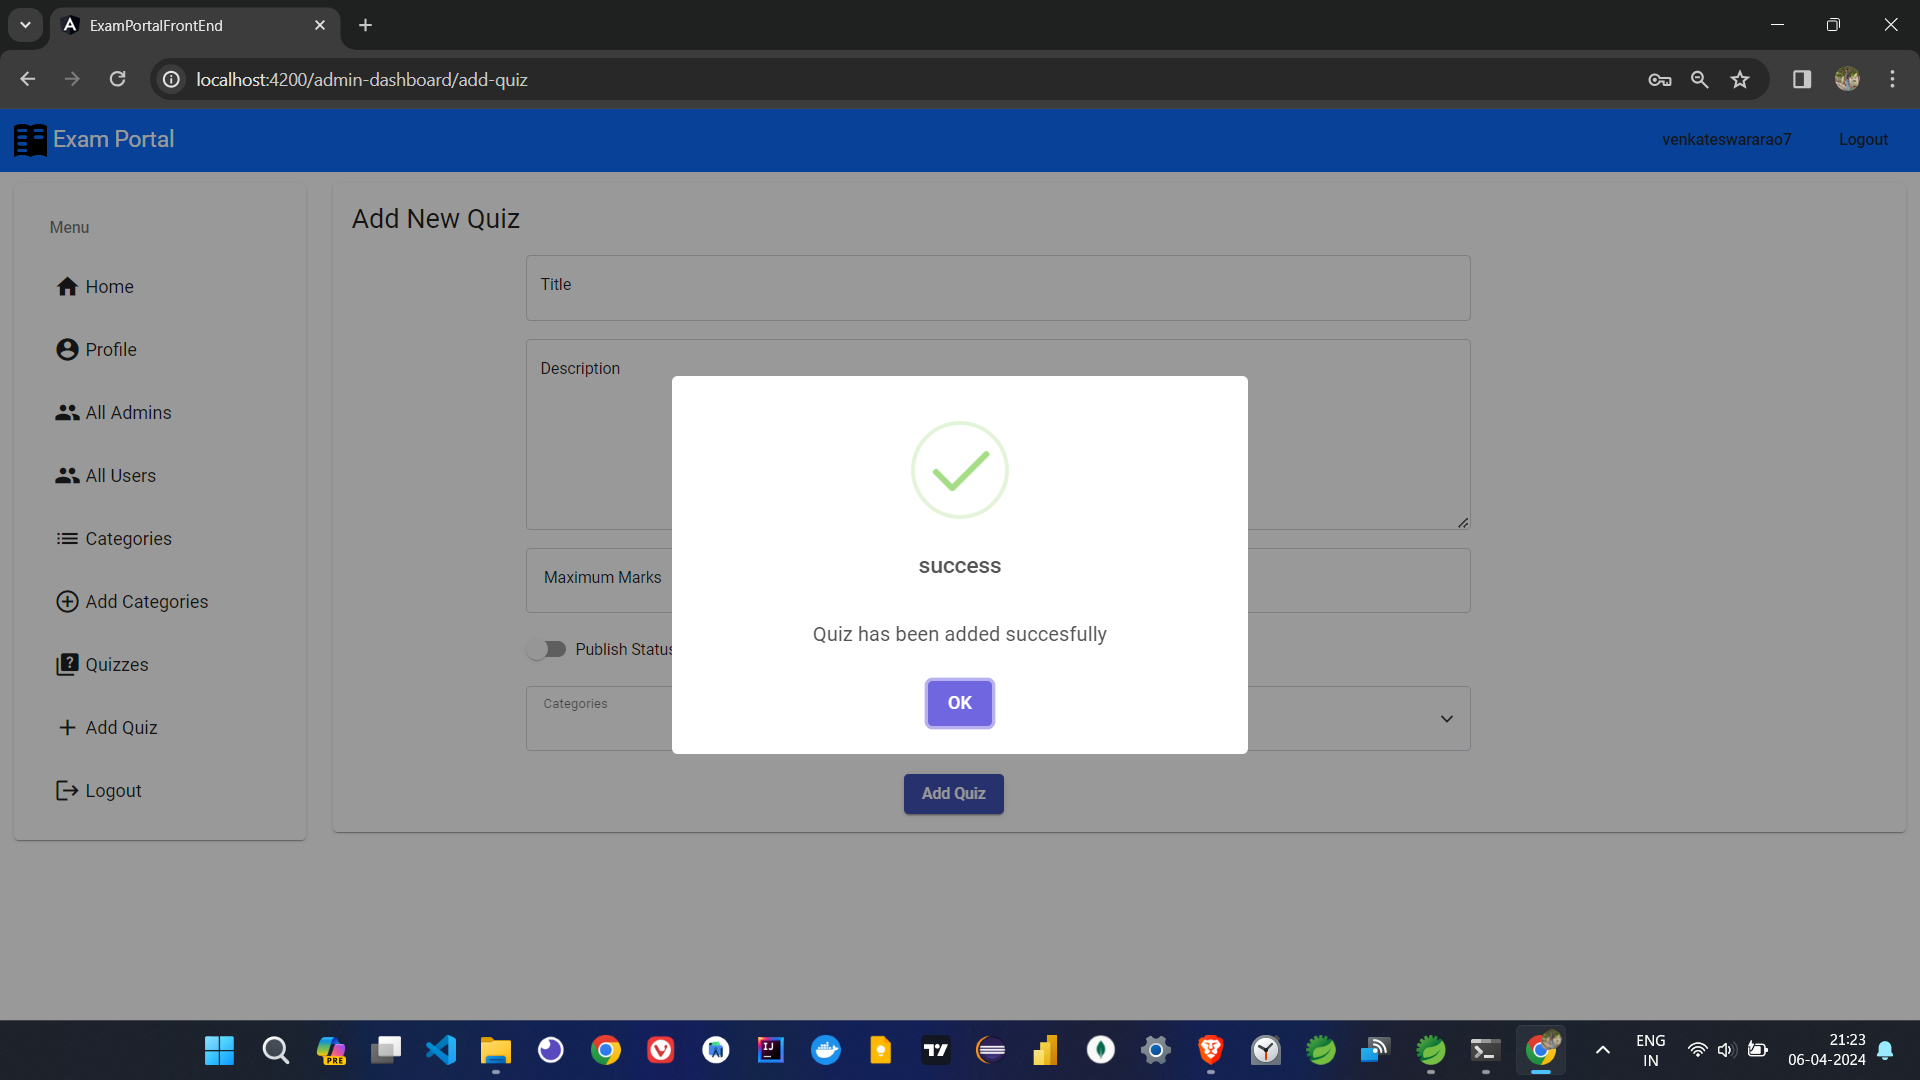 ExamPortalFrontEnd
localhost:4200/admin-dashboard/add-quiz
Exam Portal
venkateswararao7
Logout
Menu
Home
Profile
All Admins
All Users
Categories
Add Categories
Quizzes
Add Quiz
Logout
Add New Quiz
Title
Description
Maximum Marks
Publish Status
Categories
Add Quiz
success
Quiz has been added succesfully
OK
PRE
IJ
ENG
IN
21:23
06-04-2024